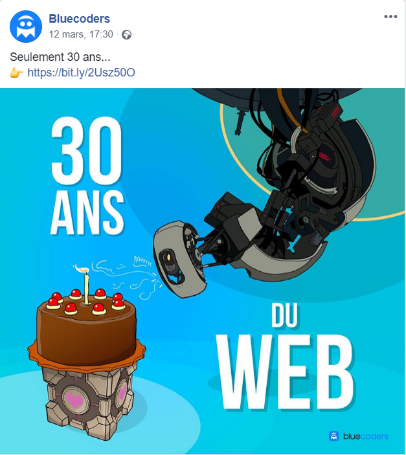 Bluecoders
12 mars, 17:30 ·
Seulement 30 ans...
👉 https://bit.ly/2Usz50O
30
ANS
DU
WEB
bluecoders